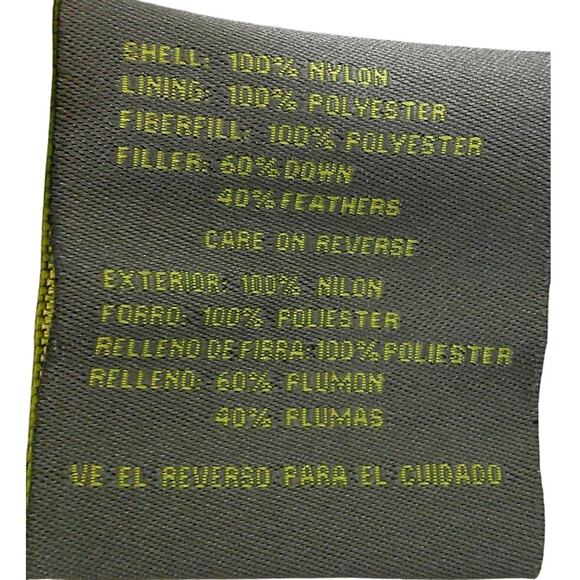 SHELL: 100% NYLON
LINING: 100% POLYESTER
FIBERFILL: 100% POLYESTER
FILLER: 60% DOWN
40% FEATHERS
CARE ON REVERSE
EXTERIOR: 100% NILON
FORRO: 100% POLIESTER
RELLENO DE FIBRA: 100% POLIESTER
RELLENO: 60% PLUMON
40% PLUMAS
VE EL REVERSO PARA EL CUIDADO